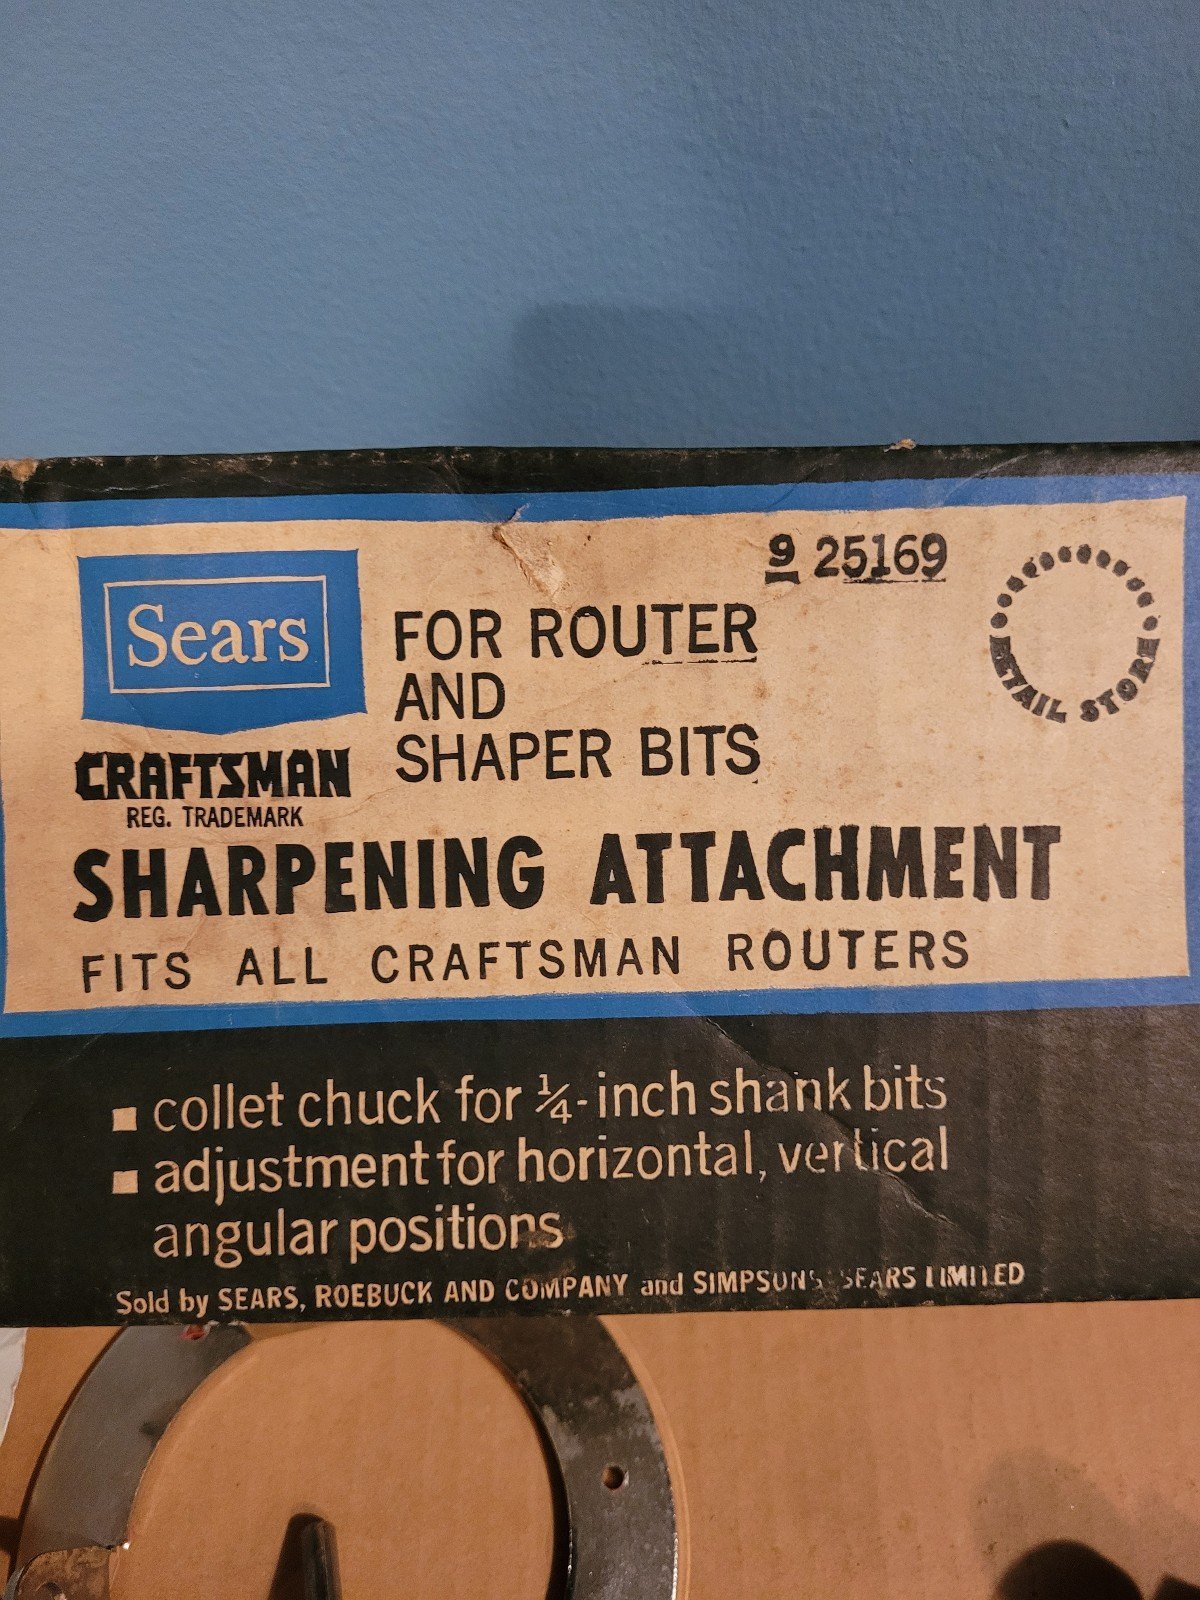 Sears
CRAFTSMAN
REG. TRADEMARK
9 25169
RETAIL STORE
FOR ROUTER
AND
SHAPER BITS
SHARPENING ATTACHMENT
FITS ALL CRAFTSMAN ROUTERS
▪ collet chuck for ¼-inch shank bits
▪ adjustment for horizontal, vertical
angular positions
Sold by SEARS, ROEBUCK AND COMPANY and SIMPSONS-SEARS LIMITED